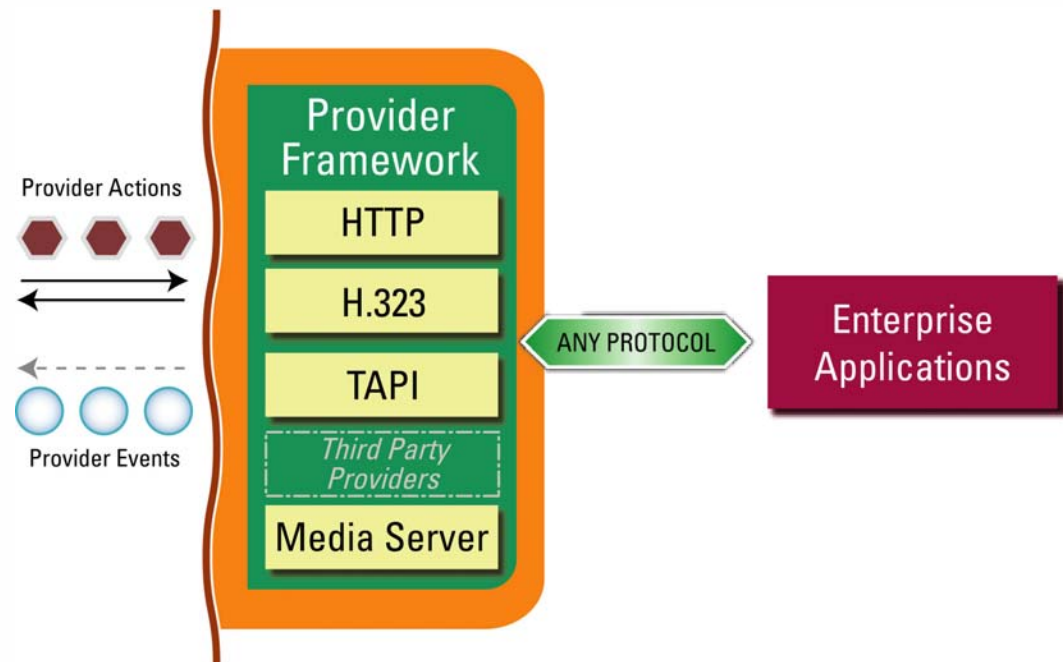 Provider
Framework
Provider Actions
HTTP
H.323
TAPI
Third Party
Providers
Media Server
Provider Events
ANY PROTOCOL
Enterprise
Applications